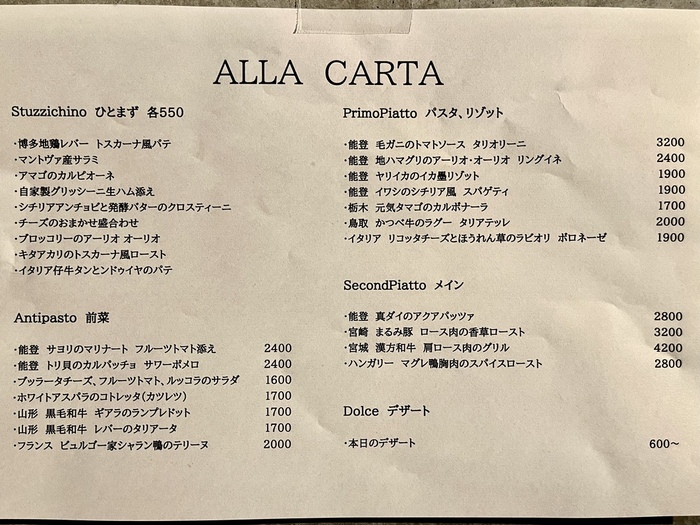 ALLA CARTA
Stuzzichino ひとまず 各550
・博多地鶏レバー トスカーナ風パテ
・マントヴァ産サラミ
・アマゴのカルピオーネ
・自家製グリッシーニ生ハム添え
・シチリアアンチョビと発酵バターのクロスティーニ
・チーズのおまかせ盛合わせ
・ブロッコリーのアーリオ オーリオ
・キタアカリのトスカーナ風ロースト
・イタリア仔牛タンとンドゥイヤのパテ
Antipasto 前菜
・能登 サヨリのマリナート フルーツトマト添え 2400
・能登 トリ貝のカルパッチョ サワーポメロ 2400
・ブッラータチーズ、フルーツトマト、ルッコラのサラダ 1600
・ホワイトアスパラのコトレッタ(カツレツ) 1700
・山形 黒毛和牛 ギアラのランプレドット 1700
・山形 黒毛和牛 レバーのタリアータ 1700
・フランス ビュルゴー家シャラン鴨のテリーヌ 2000
PrimoPiatto パスタ、リゾット
・能登 毛ガニのトマトソース タリオリーニ 3200
・能登 地ハマグリのアーリオ・オーリオ リングイネ 2400
・能登 ヤリイカのイカ墨リゾット 1900
・能登 イワシのシチリア風 スパゲティ 1900
・栃木 元気タマゴのカルボナーラ 1700
・鳥取 かつべ牛のラグー タリアテッレ 2000
・イタリア リコッタチーズとほうれん草のラビオリ ボロネーゼ 1900
SecondPiatto メイン
・能登 真ダイのアクアパッツァ 2800
・宮崎 まるみ豚 ロース肉の香草ロースト 3200
・宮城 漢方和牛 肩ロース肉のグリル 4200
・ハンガリー マグレ鴨胸肉のスパイスロースト 2800
Dolce デザート
・本日のデザート 600～